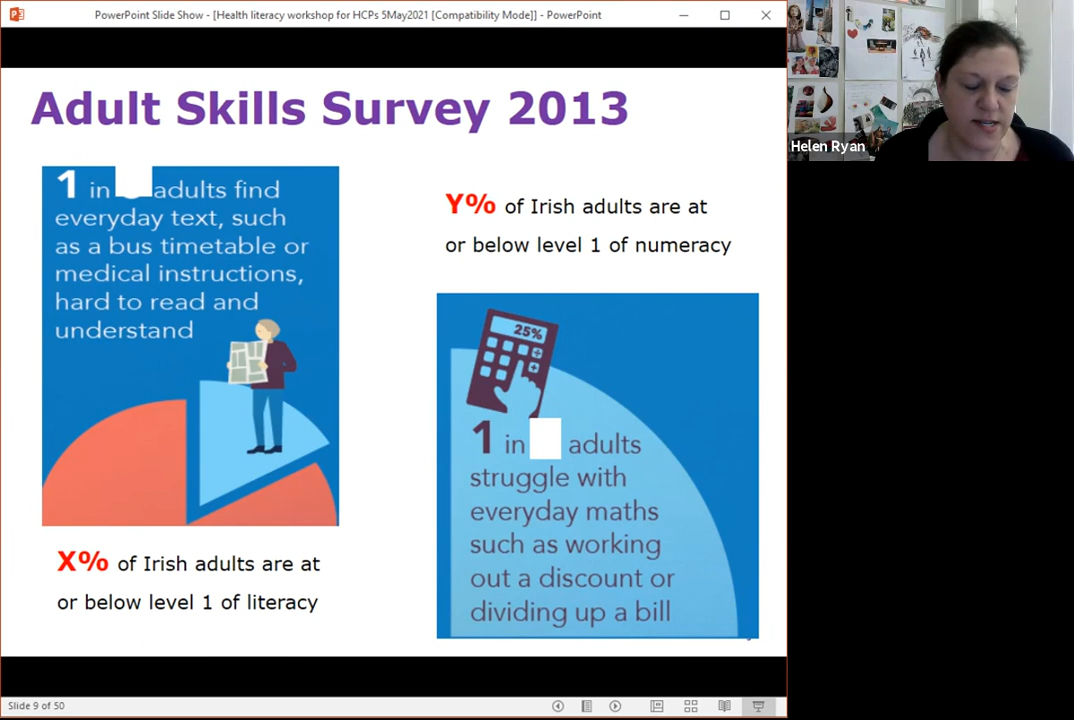 PowerPoint Slide Show - [Health literacy workshop for HCPs 5May2021 [Compatibility Mode]] - PowerPoint
Adult Skills Survey 2013
1 in adults find
everyday text, such
as a bus timetable or
medical instructions,
hard to read and
understand
X% of Irish adults are at
or below level 1 of literacy
Y% of Irish adults are at
or below level 1 of numeracy
25%
1 in adults
struggle with
everyday maths
such as working
out a discount or
dividing up a bill
Slide 9 of 50
Helen Ryan